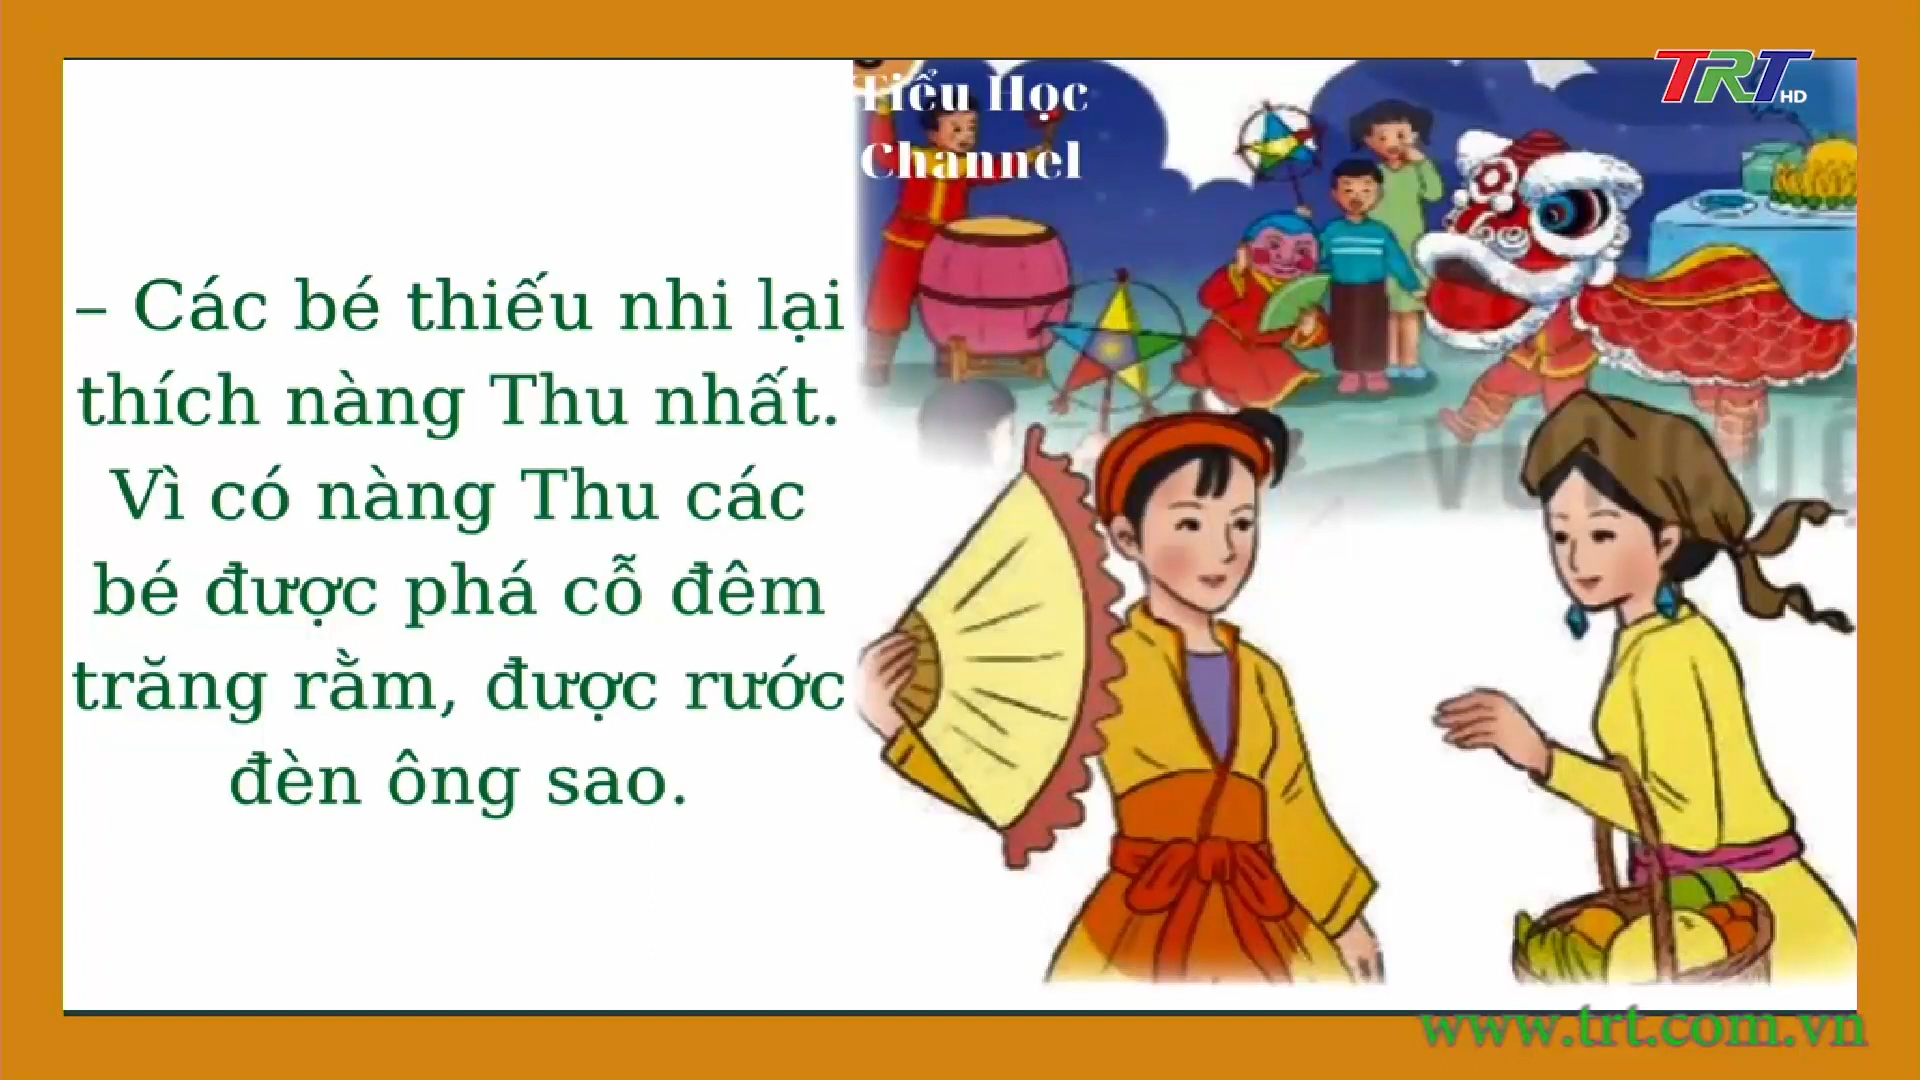 Tiểu Học
Channel
TRT HD
– Các bé thiếu nhi lại
thích nàng Thu nhất.
Vì có nàng Thu các
bé được phá cỗ đêm
trăng rằm, được rước
đèn ông sao.
www.trt.com.vn